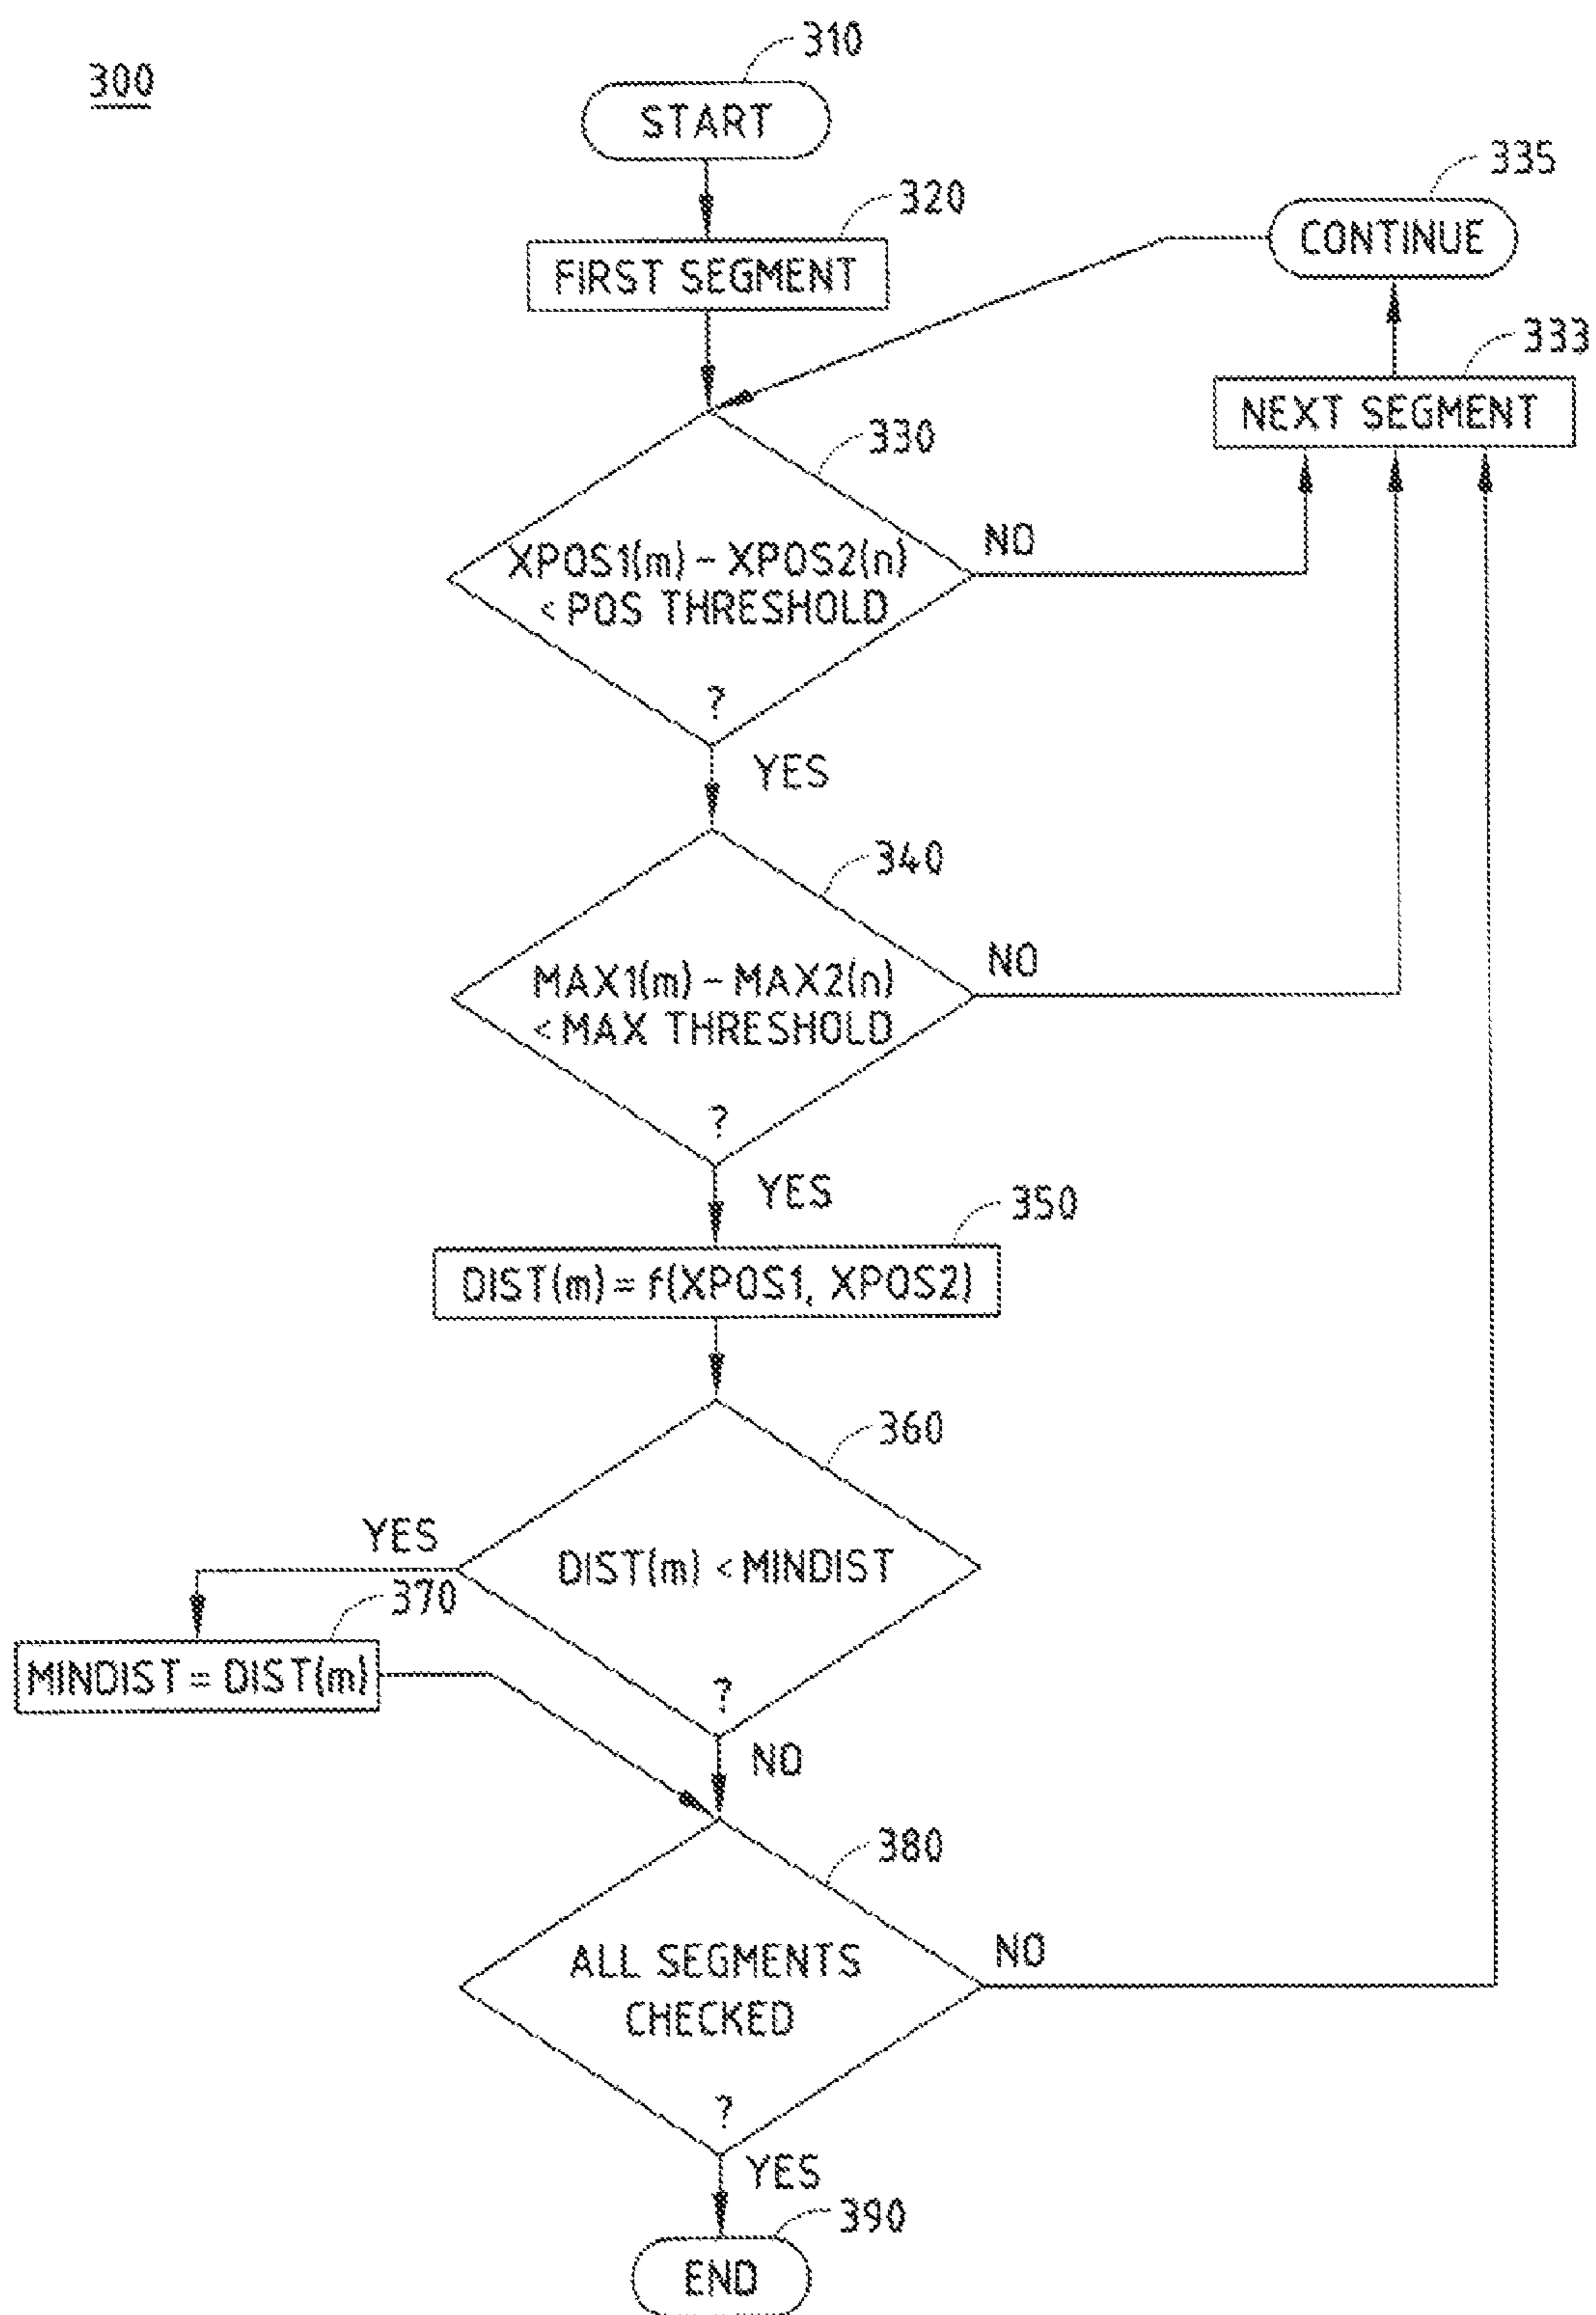 300
310
START
320
FIRST SEGMENT
335
CONTINUE
333
NEXT SEGMENT
330
XPOS1(m) - XPOS2(n)
< POS THRESHOLD
?
NO
YES
340
MAX1(m) - MAX2(n)
< MAX THRESHOLD
?
NO
YES
350
DIST(m) = f(XPOS1, XPOS2)
360
DIST(m) < MINDIST
?
YES
370
MINDIST = DIST(m)
NO
380
ALL SEGMENTS
CHECKED
?
NO
YES
390
END